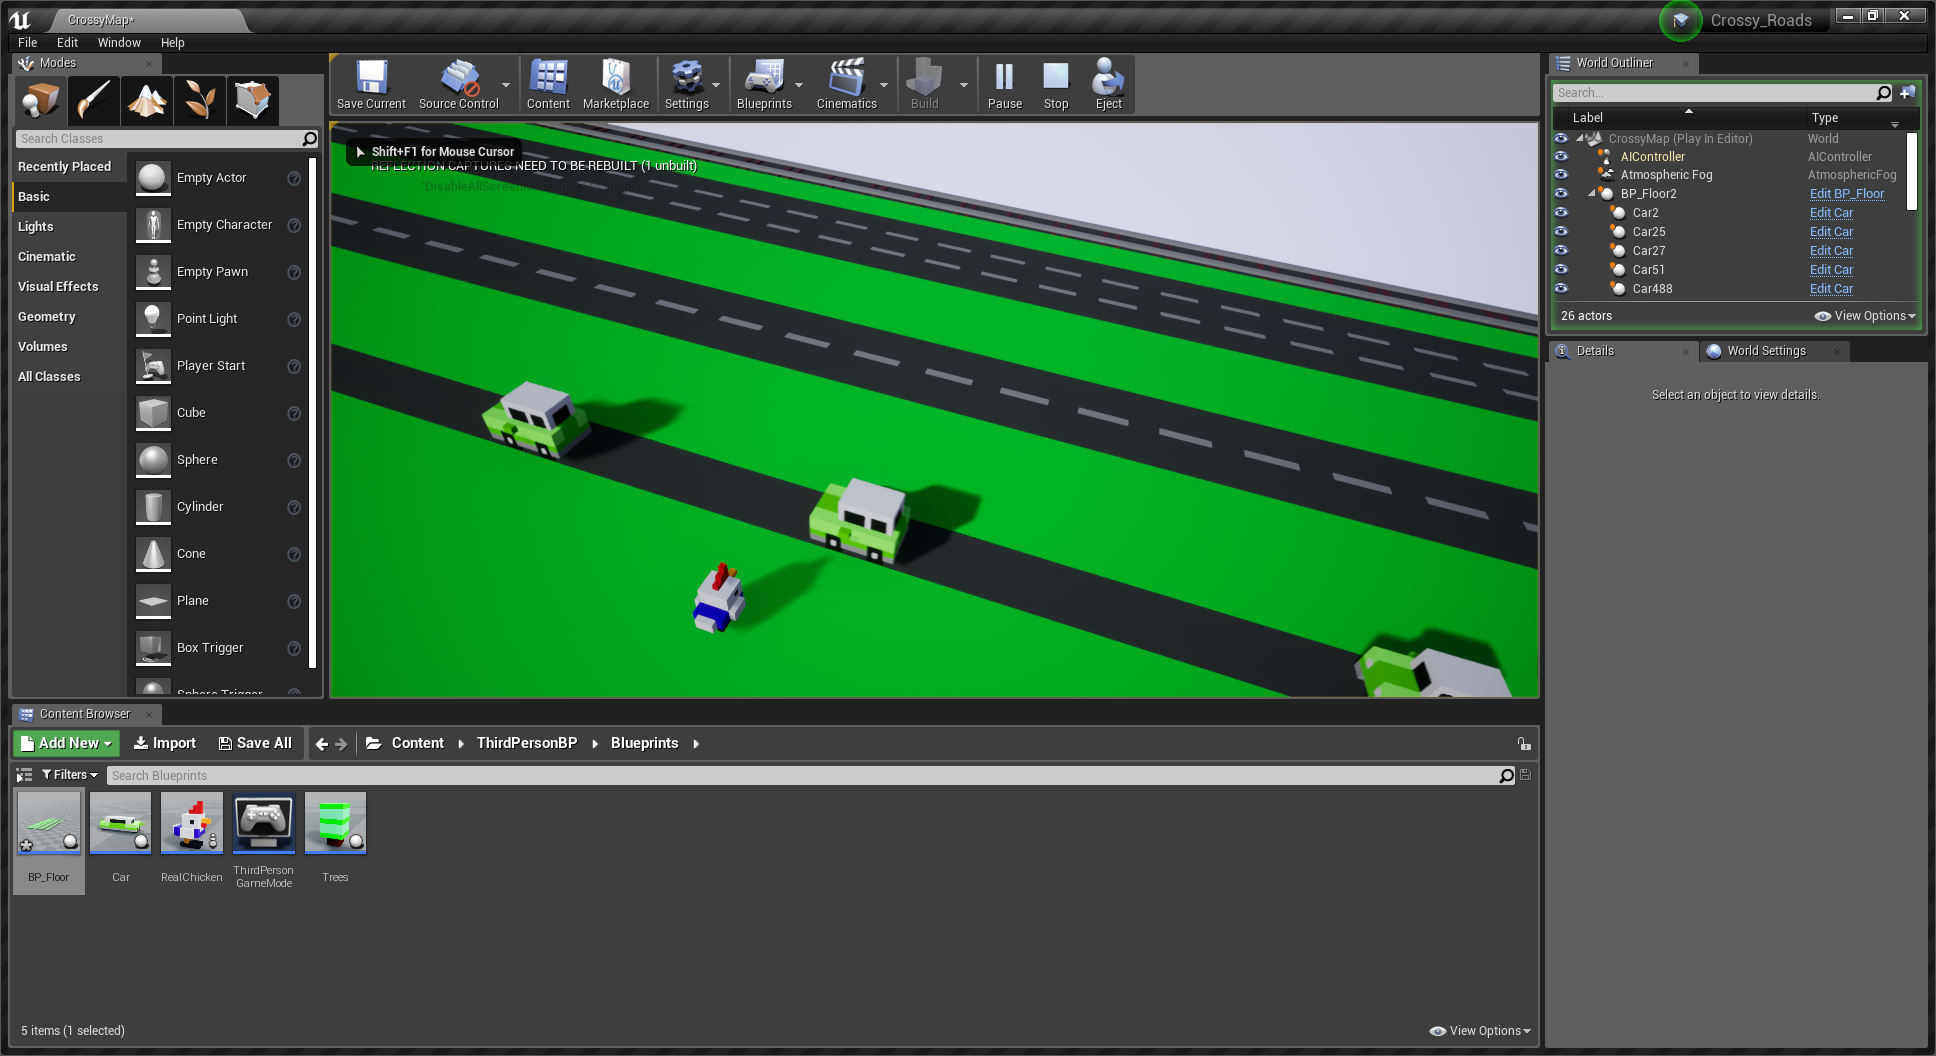 CrossyMap*
Crossy_Roads
File Edit Window Help
Modes
Search Classes
Recently Placed
Basic
Lights
Cinematic
Visual Effects
Geometry
Volumes
All Classes
Empty Actor
Empty Character
Empty Pawn
Point Light
Player Start
Cube
Sphere
Cylinder
Cone
Plane
Box Trigger
Sphere Trigger
Save Current Source Control Content Marketplace Settings Blueprints Cinematics Build Pause Stop Eject
Shift+F1 for Mouse Cursor
REFLECTION CAPTURES NEED TO BE REBUILT (1 unbuilt)
World Outliner
Search...
Label Type
CrossyMap (Play In Editor) World
AIController AIController
Atmospheric Fog AtmosphericFog
BP_Floor2 Edit BP_Floor
Car2 Edit Car
Car25 Edit Car
Car27 Edit Car
Car51 Edit Car
Car488 Edit Car
26 actors View Options
Details World Settings
Select an object to view details.
Content Browser
Add New Import Save All Content ThirdPersonBP Blueprints
Filters Search Blueprints
BP_Floor
Car
RealChicken
ThirdPerson
GameMode
Trees
5 items (1 selected) View Options